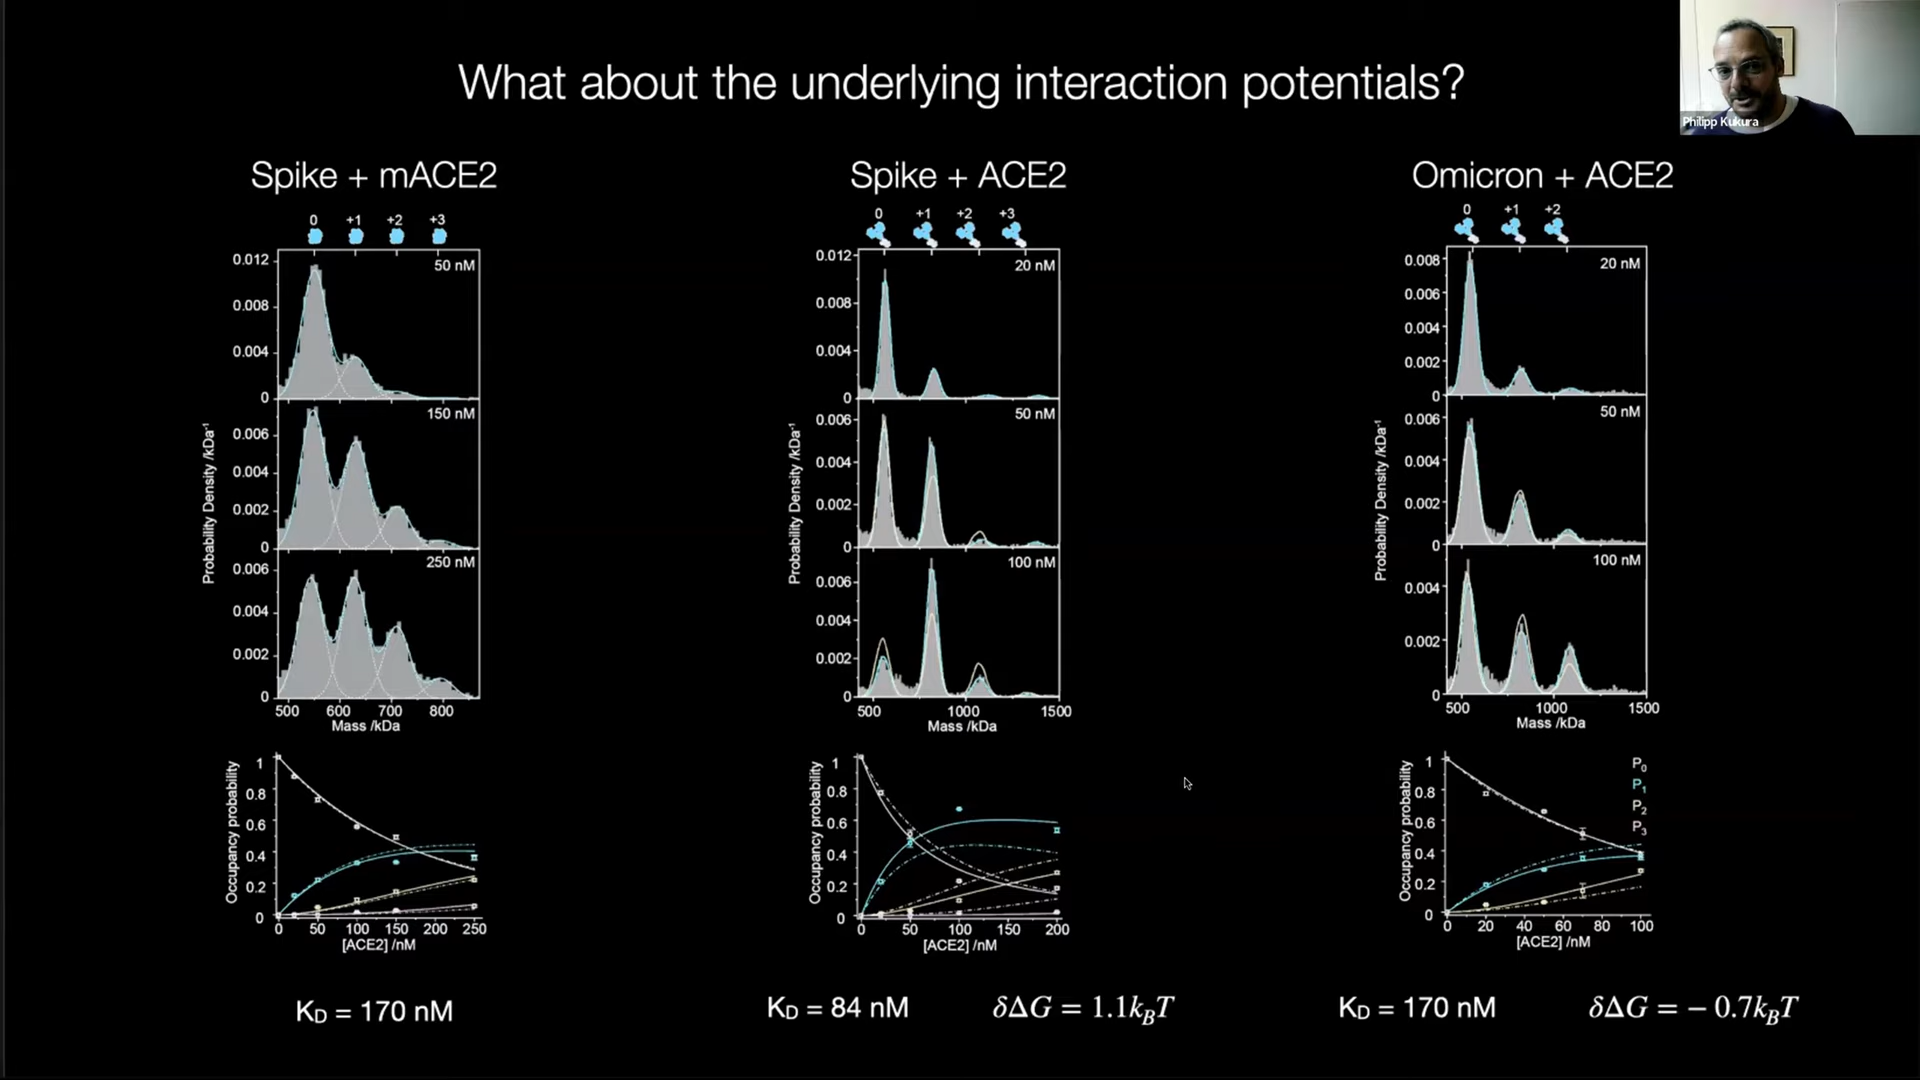 What about the underlying interaction potentials?
Philipp Kukura
Spike + mACE2
0 +1 +2 +3
50 nM
0.012
0.008
0.004
0
150 nM
0.006
0.004
0.002
0
250 nM
0.006
0.004
0.002
0
Probability Density /kDa⁻¹
500 600 700 800
Mass /kDa
1
0.8
0.6
0.4
0.2
0
Occupancy probability
0 50 100 150 200 250
[ACE2] /nM
K_D = 170 nM
Spike + ACE2
0 +1 +2 +3
20 nM
0.012
0.008
0.004
0
50 nM
0.006
0.004
0.002
0
100 nM
0.006
0.004
0.002
0
Probability Density /kDa⁻¹
500 1000 1500
Mass /kDa
1
0.8
0.6
0.4
0.2
0
Occupancy probability
0 50 100 150 200
[ACE2] /nM
K_D = 84 nM δΔG = 1.1k_BT
Omicron + ACE2
0 +1 +2
20 nM
0.008
0.006
0.004
0.002
0
50 nM
0.006
0.004
0.002
0
100 nM
0.004
0.002
0
Probability Density /kDa⁻¹
500 1000 1500
Mass /kDa
1
0.8
0.6
0.4
0.2
0
Occupancy probability
P₀
P₁
P₂
P₃
0 20 40 60 80 100
[ACE2] /nM
K_D = 170 nM δΔG = − 0.7k_BT